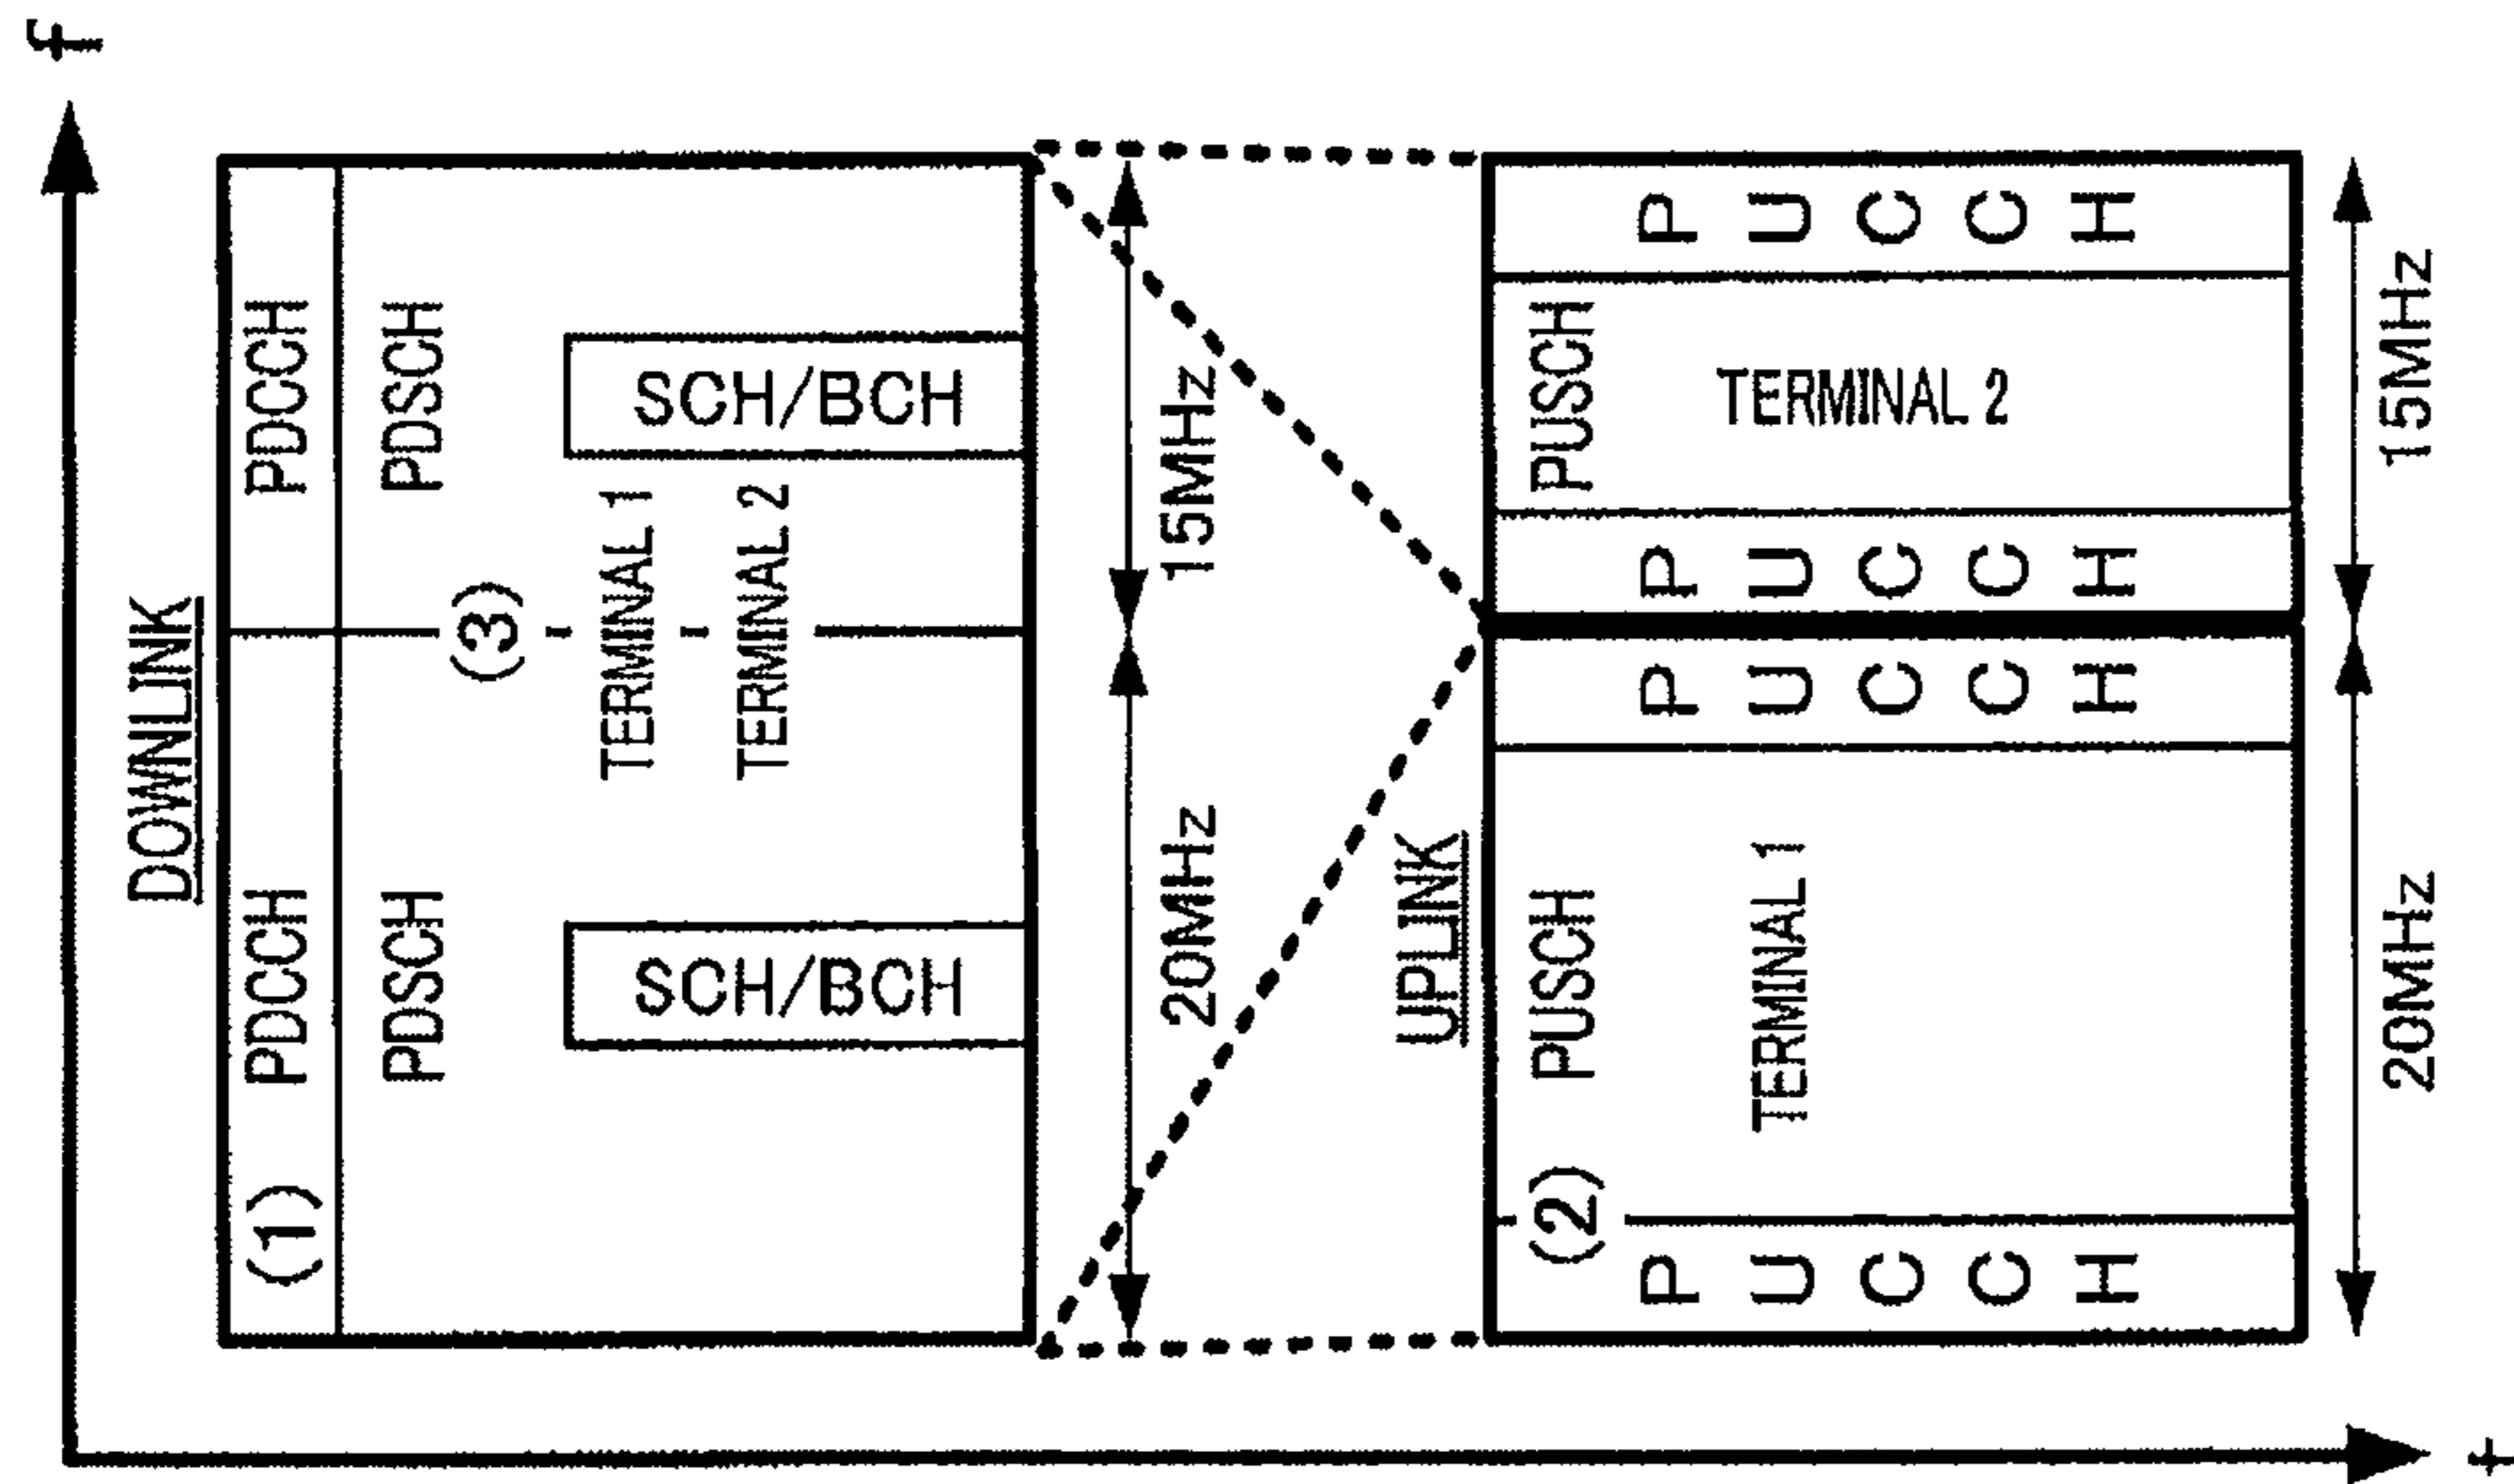 f
DOWNLINK
(1) PDCCH
PDCCH
PDSCH
PDSCH
(3)
TERMINAL 1
TERMINAL 2
SCH/BCH
SCH/BCH
20MHz
15MHz
UPLINK
(2) PUSCH
PUSCH
PUCCH
TERMINAL 1
PUCCH
PUCCH
TERMINAL 2
PUCCH
20MHz
15MHz
t